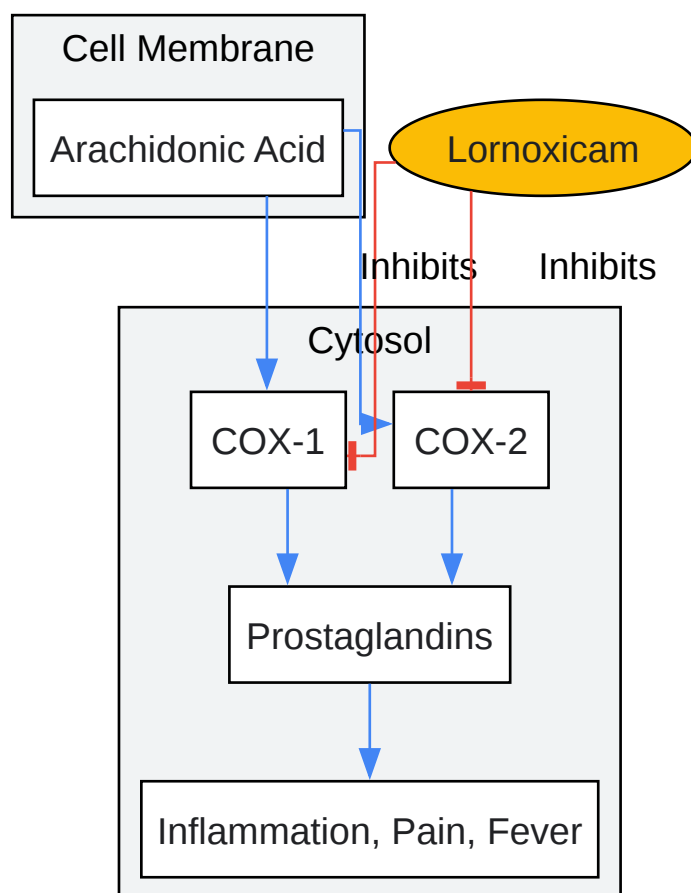 Cell Membrane
Arachidonic Acid
Lornoxicam
Inhibits
Inhibits
Cytosol
COX-1
COX-2
Prostaglandins
Inflammation, Pain, Fever